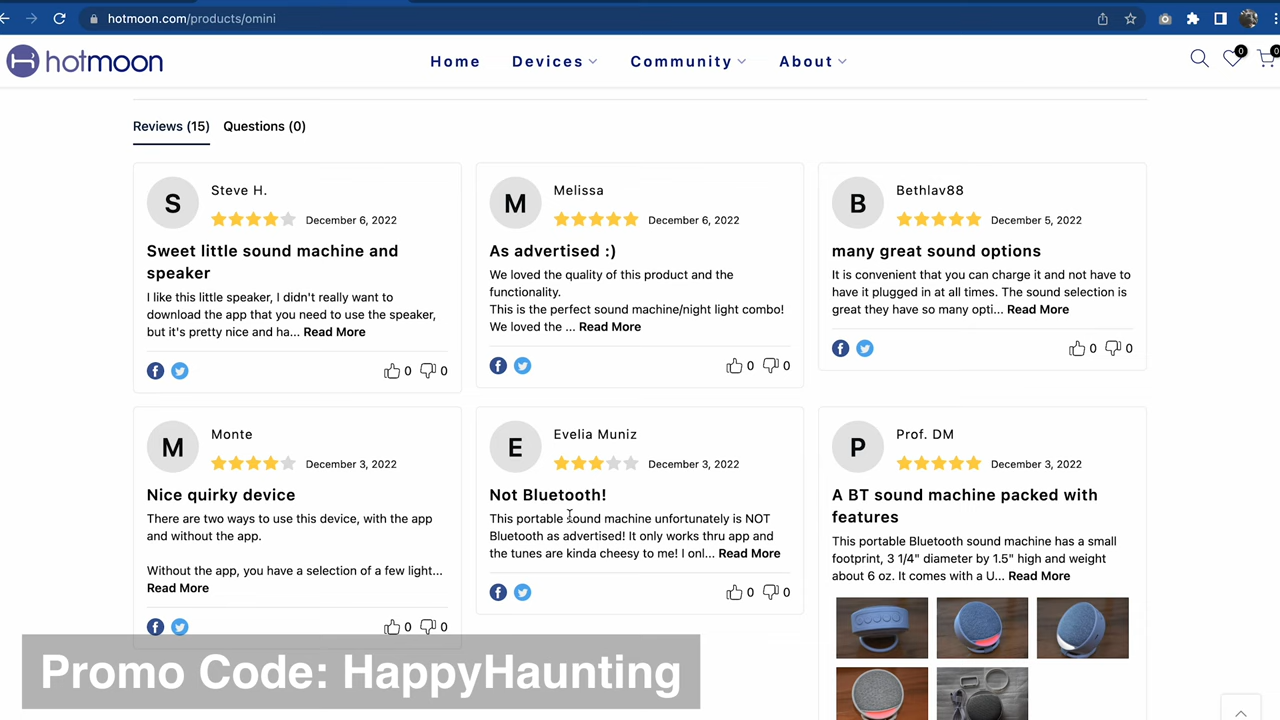 hotmoon.com/products/omini
hotmoon
Home
Devices
Community
About
0
0
Reviews (15)
Questions (0)
S
Steve H.
December 6, 2022
Sweet little sound machine and
speaker
I like this little speaker, I didn't really want to
download the app that you need to use the speaker,
but it's pretty nice and ha... Read More
0
0
M
Melissa
December 6, 2022
As advertised :)
We loved the quality of this product and the
functionality.
This is the perfect sound machine/night light combo!
We loved the ... Read More
0
0
B
Bethlav88
December 5, 2022
many great sound options
It is convenient that you can charge it and not have to
have it plugged in at all times. The sound selection is
great they have so many opti... Read More
0
0
M
Monte
December 3, 2022
Nice quirky device
There are two ways to use this device, with the app
and without the app.
Without the app, you have a selection of a few light...
Read More
0
0
E
Evelia Muniz
December 3, 2022
Not Bluetooth!
This portable sound machine unfortunately is NOT
Bluetooth as advertised! It only works thru app and
the tunes are kinda cheesy to me! I onl... Read More
0
0
P
Prof. DM
December 3, 2022
A BT sound machine packed with
features
This portable Bluetooth sound machine has a small
footprint, 3 1/4" diameter by 1.5" high and weight
about 6 oz. It comes with a U... Read More
Promo Code: HappyHaunting